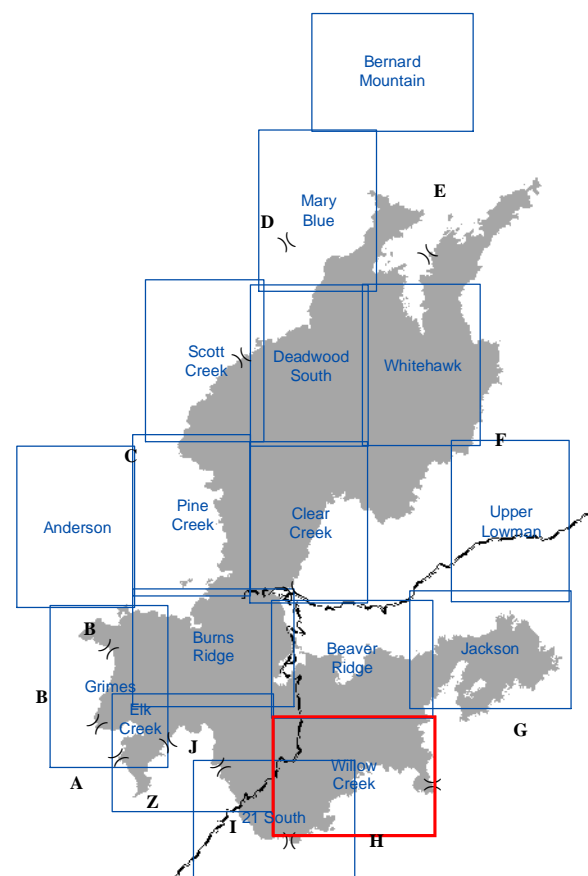 Bernard
Mountain
E
Mary
Blue
D
Scott
Creek
Deadwood
South
Whitehawk
C
F
Anderson
Pine
Creek
Clear
Creek
Upper
Lowman
B
Burns
Ridge
Beaver
Ridge
Jackson
B
Grimes
Elk
Creek
G
J
A
Z
Willow
Creek
I
21 South
H